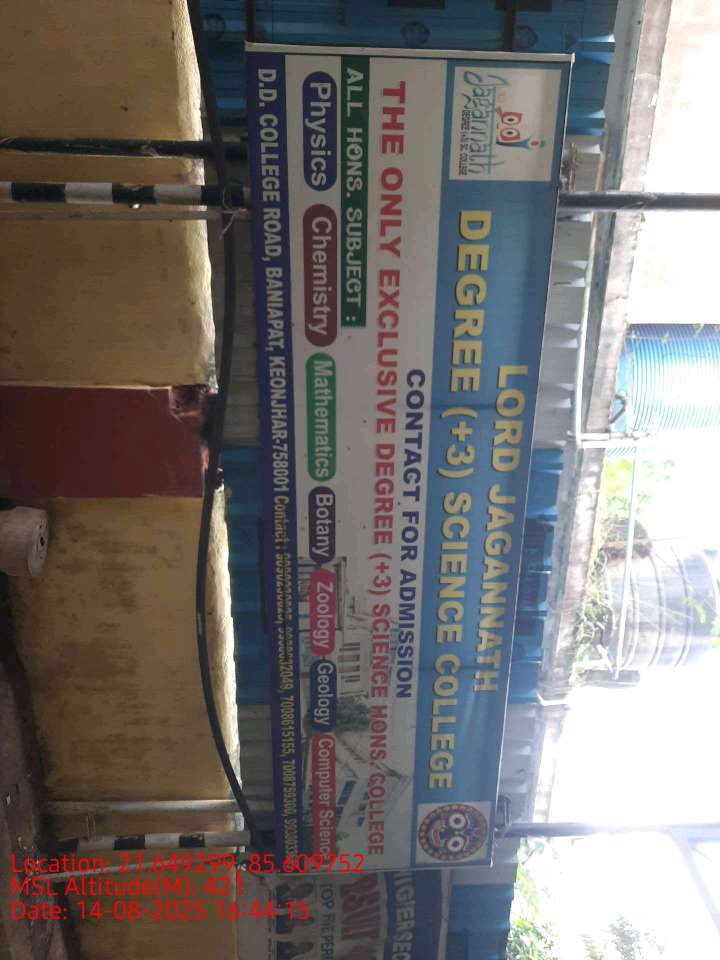 Jagannath
DEGREE (+3) SC. COLLEGE
LORD JAGANNATH
DEGREE (+3) SCIENCE COLLEGE
CONTACT FOR ADMISSION
THE ONLY EXCLUSIVE DEGREE (+3) SCIENCE HONS. COLLEGE
ALL HONS. SUBJECT :
Physics Chemistry Mathematics Botany Zoology Geology Computer Science
D.D. COLLEGE ROAD, BANIAPAT, KEONJHAR-758001 Contact : 7008615155, 7008759300,
Location: 21.649299, 85.609752
MSL Altitude(M): 421
Date: 14-08-2025 16:44:15